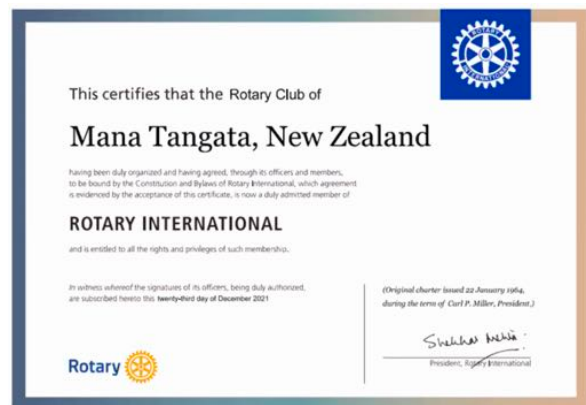 ROTARY
INTERNATIONAL
This certifies that the Rotary Club of
Mana Tangata, New Zealand
having been duly organized and having agreed, through its officers and members,
to be bound by the Constitution and Bylaws of Rotary International, which agreement
is evidenced by the acceptance of this certificate, is now a duly admitted member of
ROTARY INTERNATIONAL
and is entitled to all the rights and privileges of such membership.
In witness whereof the signatures of its officers, being duly authorized,
are subscribed hereto this twenty-third day of December 2021
(Original charter issued 22 January 1964,
during the term of Carl P. Miller, President.)
Shekhar Mehta
President, Rotary International
Rotary